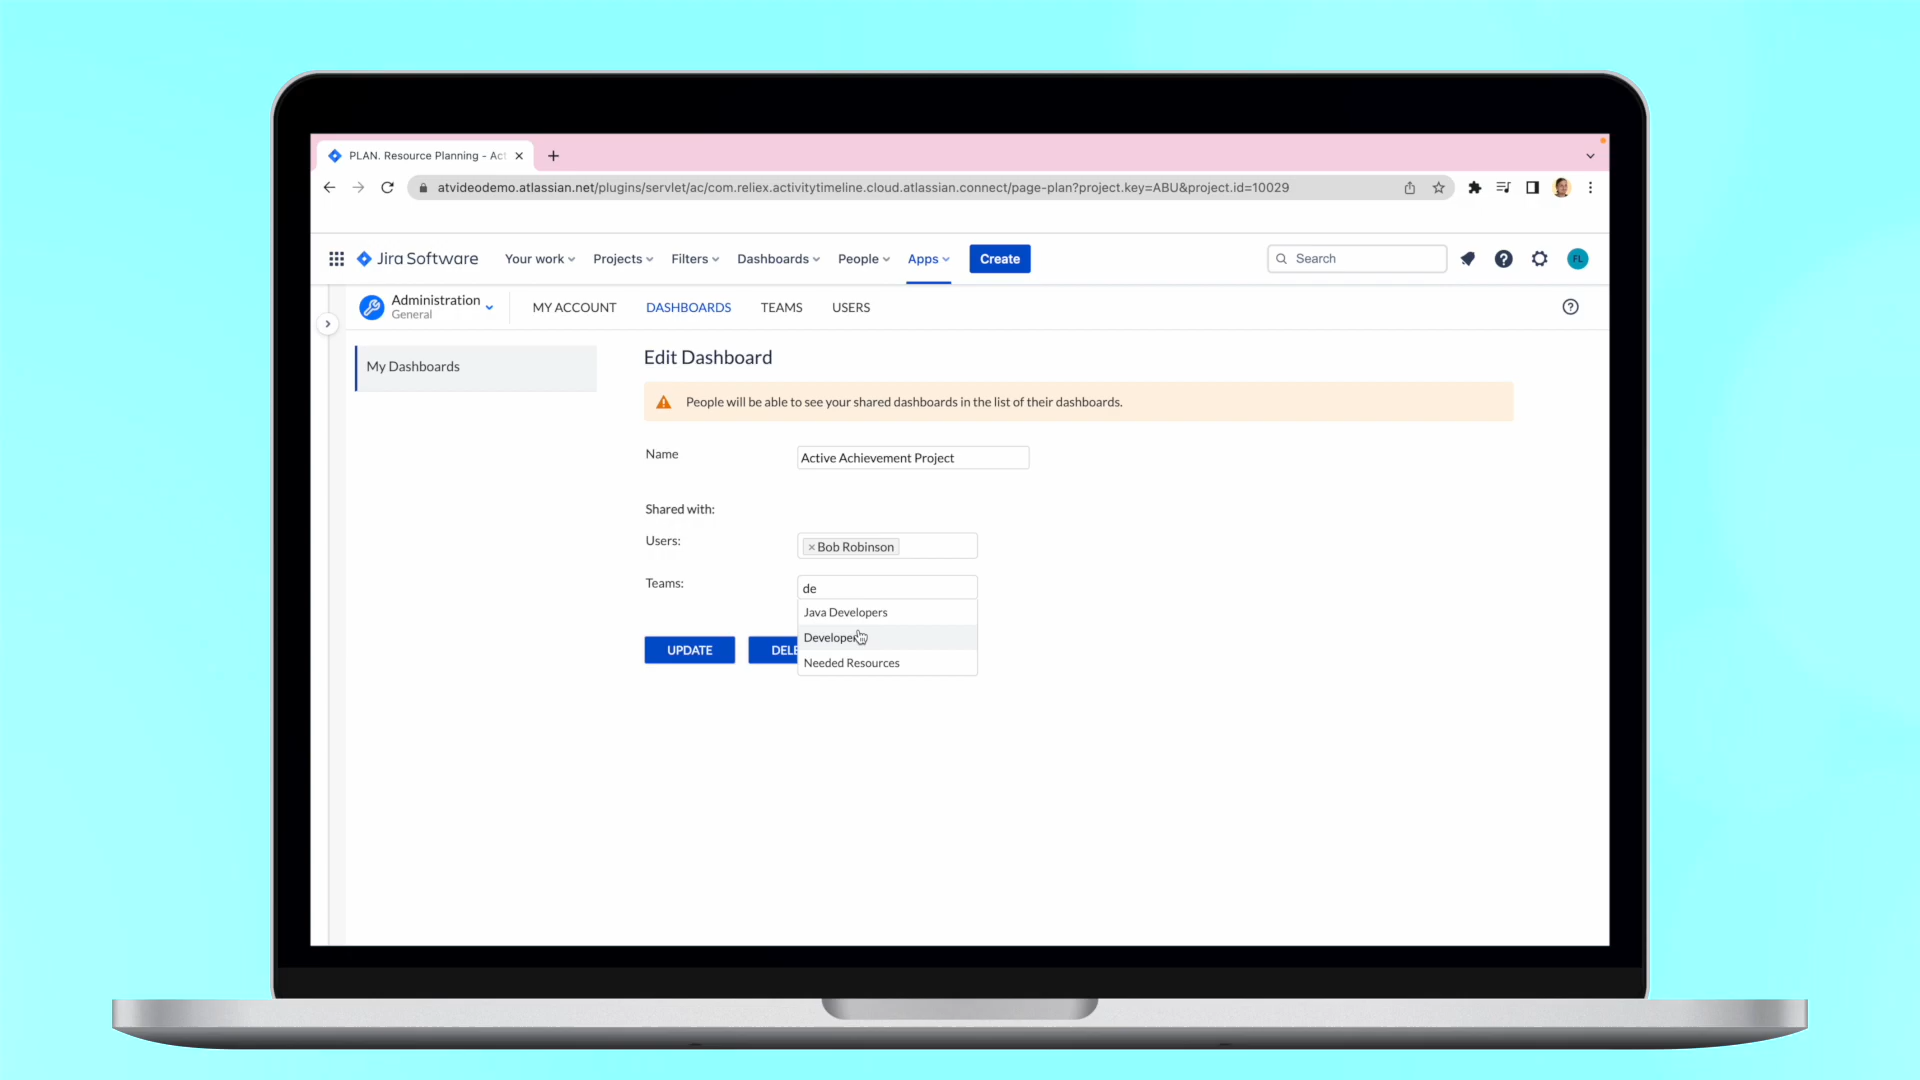 PLAN. Resource Planning - Act
atvideodemo.atlassian.net/plugins/servlet/ac/com.reliex.activitytimeline.cloud.atlassian.connect/page-plan?project.key=ABU&project.id=10029
Jira Software Your work Projects Filters Dashboards People Apps Create Search FL
Administration
General
MY ACCOUNT DASHBOARDS TEAMS USERS
My Dashboards
Edit Dashboard
People will be able to see your shared dashboards in the list of their dashboards.
Name Active Achievement Project
Shared with:
Users: ×Bob Robinson
Teams: de
Java Developers
Develope
UPDATE DELE
Needed Resources